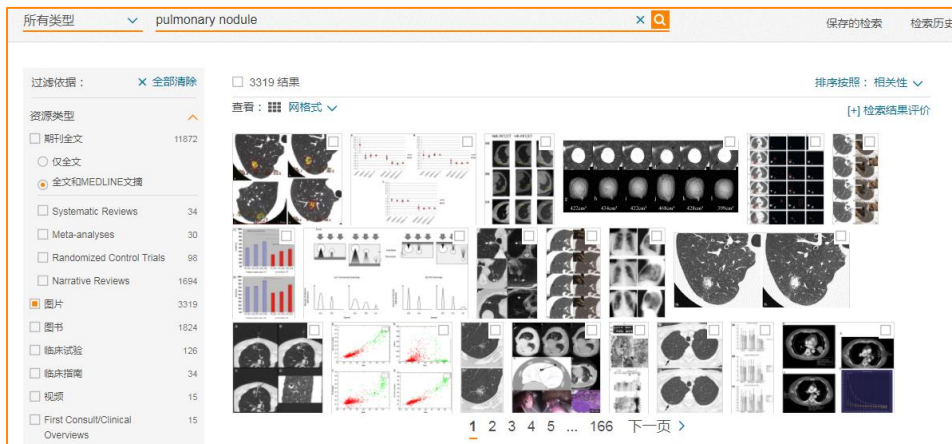 所有类型 pulmonary nodule 保存的检索 检索历史
过滤依据： × 全部清除
3319 结果
排序按照：相关性
查看： 网格式
[+] 检索结果评价
资源类型
期刊全文 11872
仅全文
全文和MEDLINE文摘
Systematic Reviews 34
Meta-analyses 30
Randomized Control Trials 98
Narrative Reviews 1694
图片 3319
图书 1824
临床试验 126
临床指南 34
视频 15
First Consult/Clinical 15
Overviews
1 2 3 4 5 ... 166 下一页